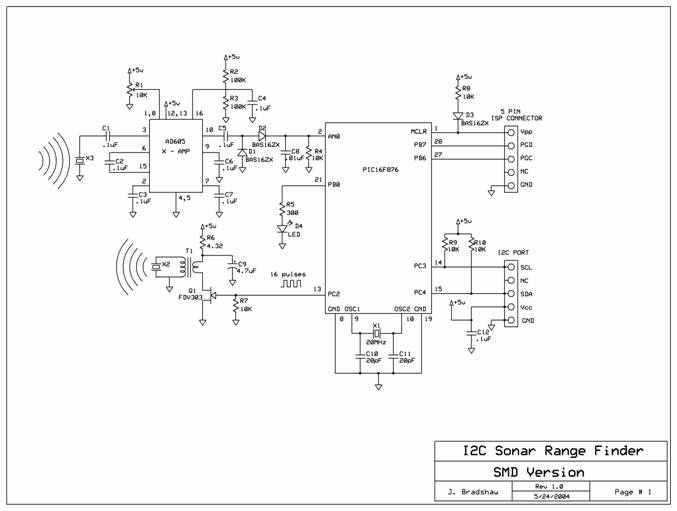 +5v
R1
10K
+5v
1,8
12,13
16
+5v
R2
100K
R3
100K
C4
.1uF
C1
.1uF
3
AD605
X - AMP
10
C5
.1uF
D2
BAS16ZX
D1
BAS16ZX
X3
6
C2
.1uF
15
9
C6
.1uF
C8
.01uF
R4
10K
2
C3
.1uF
7
C7
.1uF
4,5
2
AN0
PIC16F876
21
PB0
R5
300
D4
LED
MCLR
1
PB7
28
PB6
27
+5v
R8
10K
D3
BAS16ZX
5 PIN
ISP CONNECTOR
Vpp
PGD
PGC
NC
GND
+5v
R6
4.32
T1
X2
C9
4.7uF
Q1
FDV303
R7
10K
16 pulses
13
PC2
PC3
14
PC4
15
+5v
R9
10K
R10
10K
I2C PORT
SCL
NC
SDA
Vcc
GND
+5v
C12
.1uF
GND
OSC1
OSC2
GND
8
9
10
19
X1
20MHz
C10
20pF
C11
20pF
I2C Sonar Range Finder
SMD Version
J. Bradshaw
Rev 1.0
5/24/2004
Page # 1